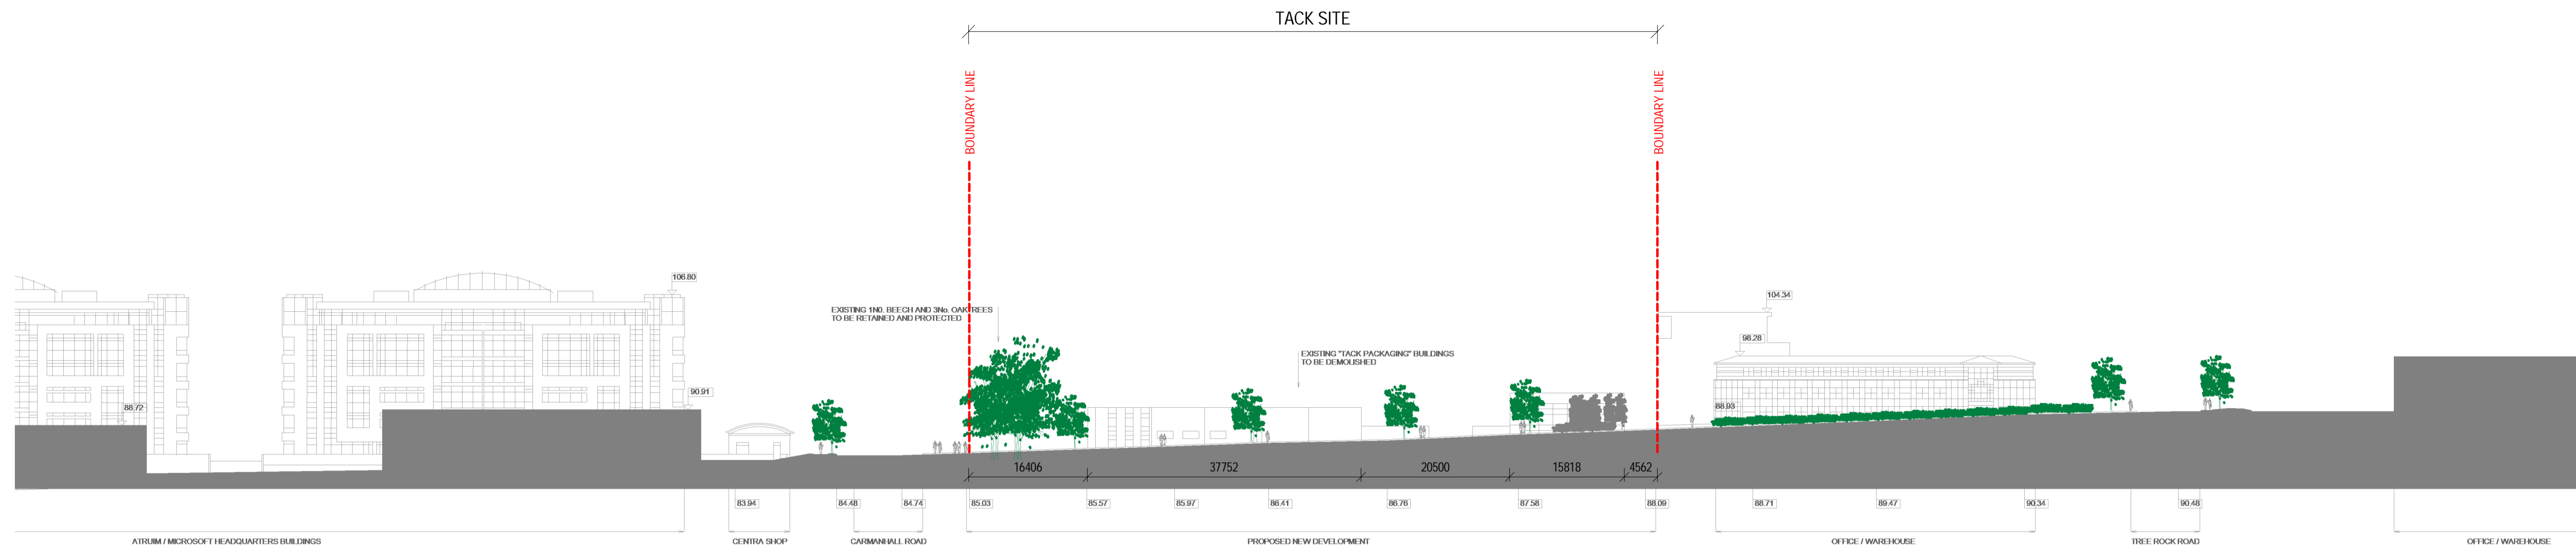 TACK SITE
BOUNDARY LINE
BOUNDARY LINE
106.80
104.34
EXISTING 1N0. BEECH AND 3No. OAK TREES
TO BE RETAINED AND PROTECTED
98.28
EXISTING "TACK PACKAGING" BUILDINGS
TO BE DEMOLISHED
90.91
88.72
88.93
16406
37752
20500
15818
4562
83.94
84.48
84.74
85.03
85.57
85.97
86.41
86.76
87.58
88.09
88.71
89.47
90.34
90.48
ATRUIM / MICROSOFT HEADQUARTERS BUILDINGS
CENTRA SHOP
CARMANHALL ROAD
PROPOSED NEW DEVELOPMENT
OFFICE / WAREHOUSE
TREE ROCK ROAD
OFFICE / WAREHOUSE